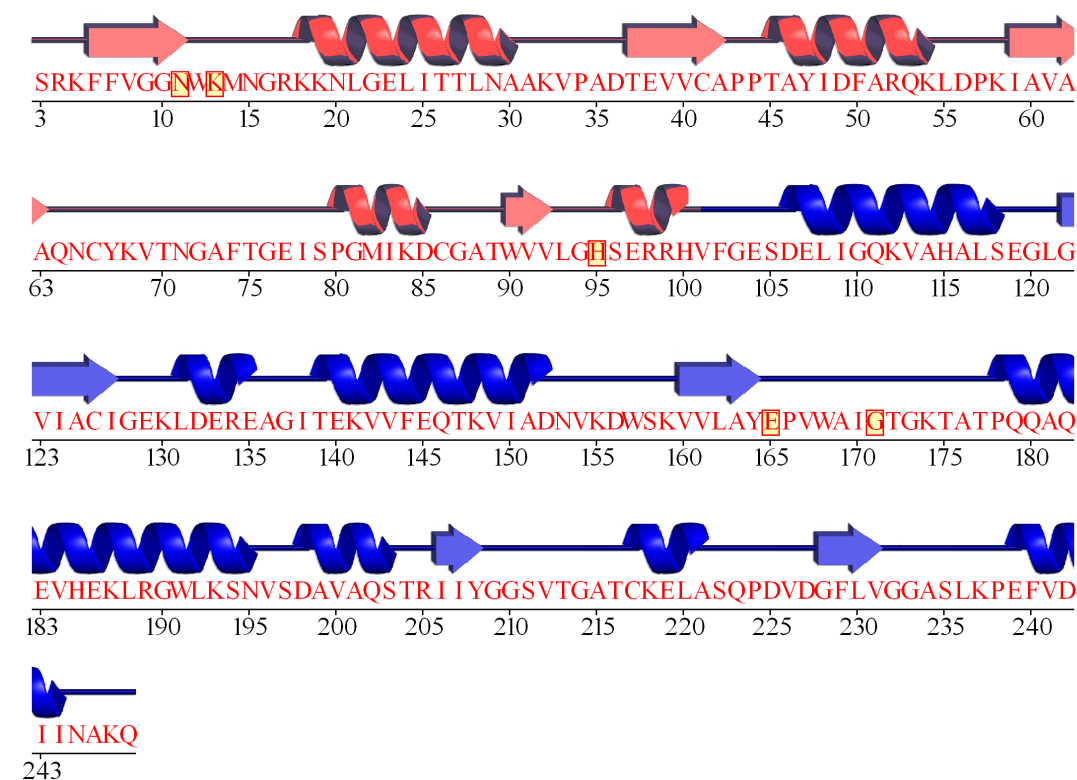 SRKFFVGGNWKMNGRKKNLGELITTLNAAKVPADTEVVCAPPTAYIDFARQKLDPKIAVA
3 10 15 20 25 30 35 40 45 50 55 60
AQNCYKVTNGAFTGEISPGMIKDCGATWVVLGHSERRHVFGESDELIGQKVAHALSEGLG
63 70 75 80 85 90 95 100 105 110 115 120
VIACIGEKLDEREAGITEKVVFEQTKVIADNVKDWSKVVLAYEPVWAIGTGKTATPQQAQ
123 130 135 140 145 150 155 160 165 170 175 180
EVHEKLRGWLKSNVSDAVAQSTRIIYGGSVTGATCKELASQPDVDGFLVGGASLKPEFVD
183 190 195 200 205 210 215 220 225 230 235 240
IINAKQ
243